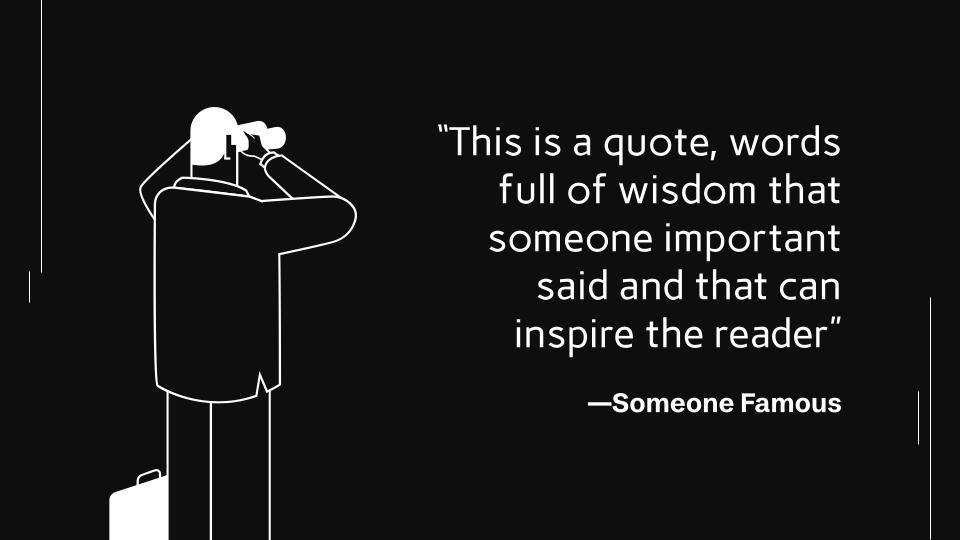 “This is a quote, words
full of wisdom that
someone important
said and that can
inspire the reader”
—Someone Famous